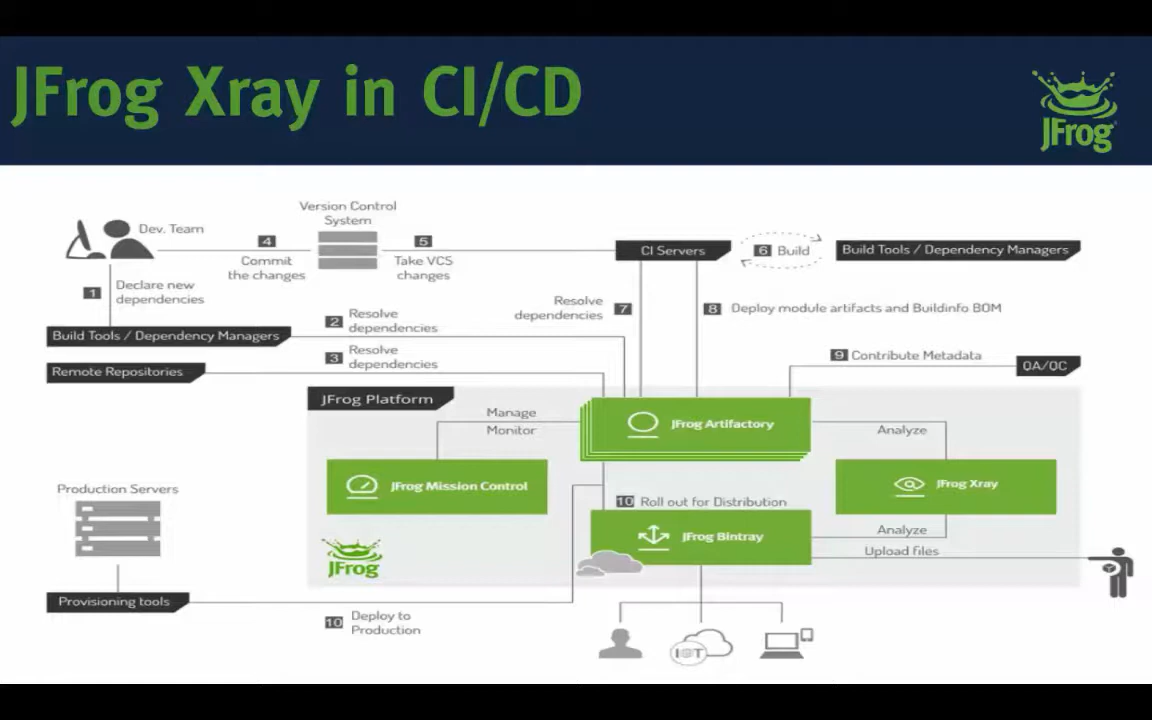 JFrog Xray in CI/CD
JFrog
Version Control
System
Dev. Team
4
Commit
the changes
5
Take VCS
changes
CI Servers
6 Build
Build Tools / Dependency Managers
1
Declare new
dependencies
Resolve
dependencies
7
8
Deploy module artifacts and Buildinfo BOM
Build Tools / Dependency Managers
2
Resolve
dependencies
3
Resolve
dependencies
Remote Repositories
9 Contribute Metadata
QA/QC
JFrog Platform
Manage
Monitor
JFrog Artifactory
Analyze
JFrog Mission Control
JFrog Xray
Production Servers
10 Roll out for Distribution
JFrog Bintray
Analyze
Upload files
JFrog
Provisioning tools
10
Deploy to
Production
IoT